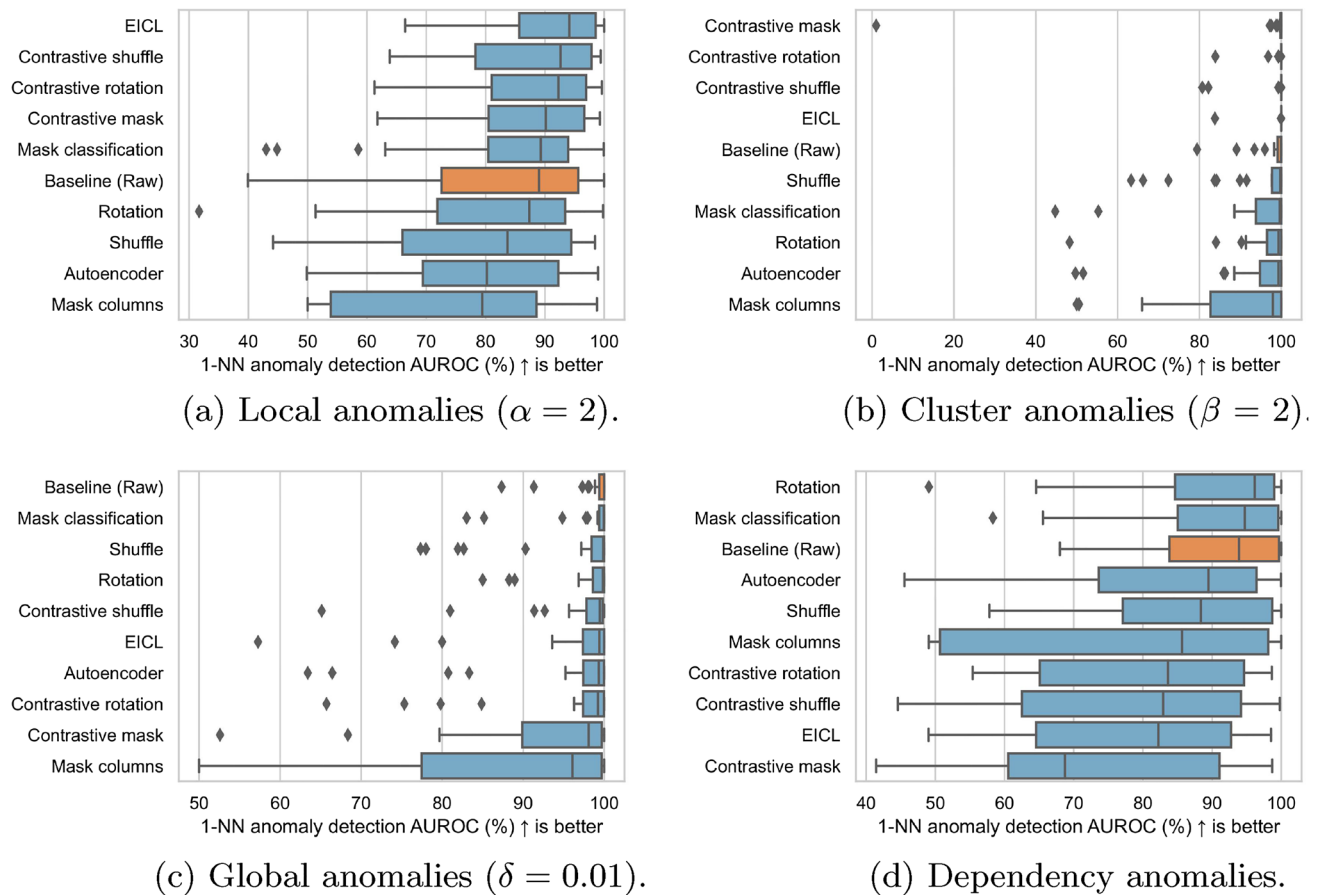 EICL
Contrastive shuffle
Contrastive rotation
Contrastive mask
Mask classification
Baseline (Raw)
Rotation
Shuffle
Autoencoder
Mask columns
30 40 50 60 70 80 90 100
1-NN anomaly detection AUROC (%) ↑ is better
(a) Local anomalies (α = 2).
Contrastive mask
Contrastive rotation
Contrastive shuffle
EICL
Baseline (Raw)
Shuffle
Mask classification
Rotation
Autoencoder
Mask columns
0 20 40 60 80 100
1-NN anomaly detection AUROC (%) ↑ is better
(b) Cluster anomalies (β = 2).
Baseline (Raw)
Mask classification
Shuffle
Rotation
Contrastive shuffle
EICL
Autoencoder
Contrastive rotation
Contrastive mask
Mask columns
50 60 70 80 90 100
1-NN anomaly detection AUROC (%) ↑ is better
(c) Global anomalies (δ = 0.01).
Rotation
Mask classification
Baseline (Raw)
Autoencoder
Shuffle
Mask columns
Contrastive rotation
Contrastive shuffle
EICL
Contrastive mask
40 50 60 70 80 90 100
1-NN anomaly detection AUROC (%) ↑ is better
(d) Dependency anomalies.